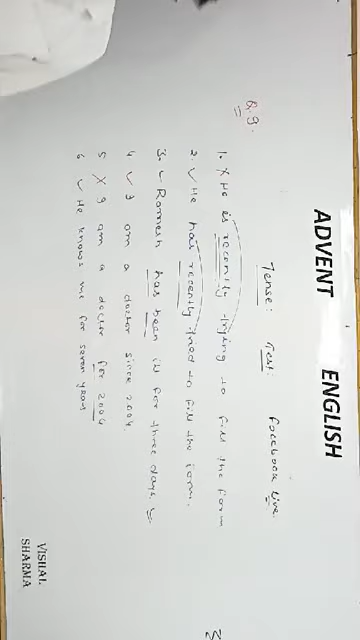 ADVENT ENGLISH
Tense: Test: Facebook Live.
Q.9.
1. X He is recently trying to fill the form
2. ✓ He has recently tried to fill the form.
3. ✓ Ramesh has been ill for three days.
4. ✓ I am a doctor since 2004
5 X I am a doctor for 2004
6 ✓ He knows me for seven years
VISHAL
SHARMA